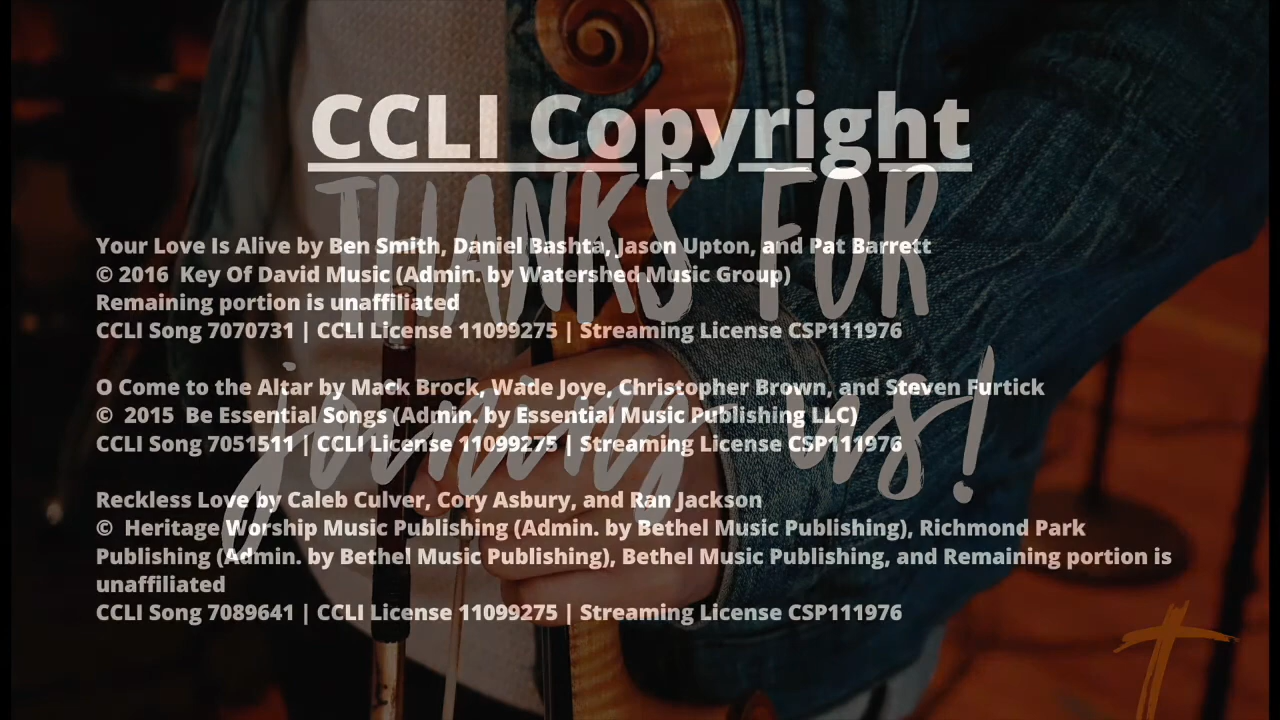 CCLI Copyright
THANKS FOR
joining us!
Your Love Is Alive by Ben Smith, Daniel Bashta, Jason Upton, and Pat Barrett
© 2016 Key Of David Music (Admin. by Watershed Music Group)
Remaining portion is unaffiliated
CCLI Song 7070731 | CCLI License 11099275 | Streaming License CSP111976
O Come to the Altar by Mack Brock, Wade Joye, Christopher Brown, and Steven Furtick
© 2015 Be Essential Songs (Admin. by Essential Music Publishing LLC)
CCLI Song 7051511 | CCLI License 11099275 | Streaming License CSP111976
Reckless Love by Caleb Culver, Cory Asbury, and Ran Jackson
© Heritage Worship Music Publishing (Admin. by Bethel Music Publishing), Richmond Park
Publishing (Admin. by Bethel Music Publishing), Bethel Music Publishing, and Remaining portion is
unaffiliated
CCLI Song 7089641 | CCLI License 11099275 | Streaming License CSP111976